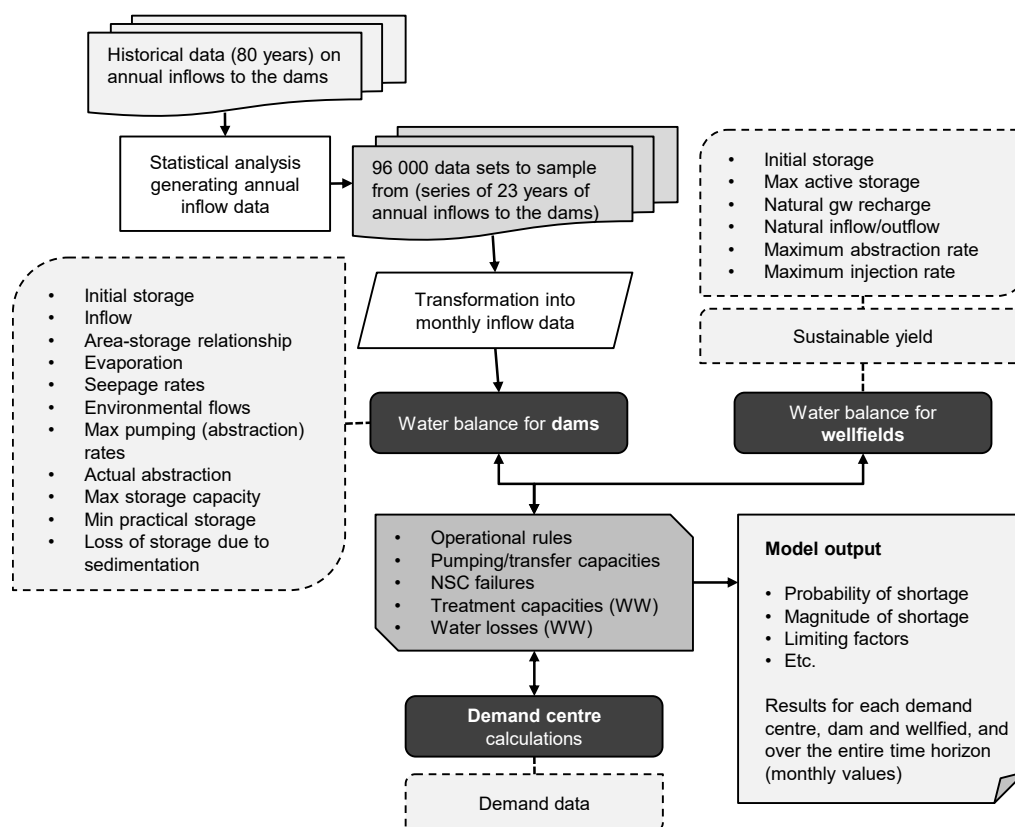 Historical data (80 years) on
annual inflows to the dams
Statistical analysis
generating annual
inflow data
96 000 data sets to sample
from (series of 23 years of
annual inflows to the dams)
• Initial storage
• Max active storage
• Natural gw recharge
• Natural inflow/outflow
• Maximum abstraction rate
• Maximum injection rate
Sustainable yield
Transformation into
monthly inflow data
• Initial storage
• Inflow
• Area-storage relationship
• Evaporation
• Seepage rates
• Environmental flows
• Max pumping (abstraction)
rates
• Actual abstraction
• Max storage capacity
• Min practical storage
• Loss of storage due to
sedimentation
Water balance for dams
Water balance for
wellfields
• Operational rules
• Pumping/transfer capacities
• NSC failures
• Treatment capacities (WW)
• Water losses (WW)
Model output
• Probability of shortage
• Magnitude of shortage
• Limiting factors
• Etc.
Results for each demand
centre, dam and wellfied, and
over the entire time horizon
(monthly values)
Demand centre
calculations
Demand data